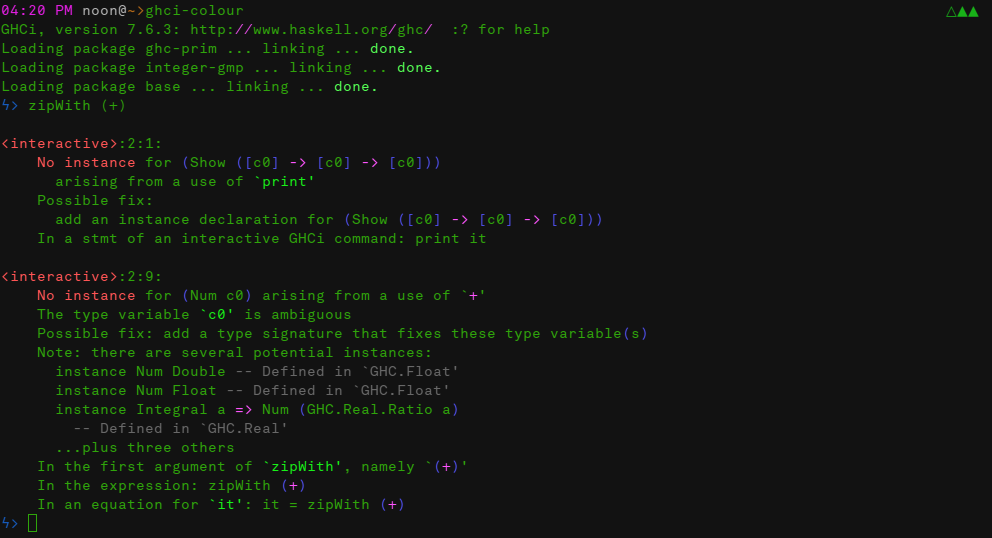 04:20 PM noon@~>ghci-colour △▲▲
GHCi, version 7.6.3: http://www.haskell.org/ghc/  :? for help
Loading package ghc-prim ... linking ... done.
Loading package integer-gmp ... linking ... done.
Loading package base ... linking ... done.
ϟ> zipWith (+)

<interactive>:2:1:
    No instance for (Show ([c0] -> [c0] -> [c0]))
      arising from a use of `print'
    Possible fix:
      add an instance declaration for (Show ([c0] -> [c0] -> [c0]))
    In a stmt of an interactive GHCi command: print it

<interactive>:2:9:
    No instance for (Num c0) arising from a use of `+'
    The type variable `c0' is ambiguous
    Possible fix: add a type signature that fixes these type variable(s)
    Note: there are several potential instances:
      instance Num Double -- Defined in `GHC.Float'
      instance Num Float -- Defined in `GHC.Float'
      instance Integral a => Num (GHC.Real.Ratio a)
        -- Defined in `GHC.Real'
      ...plus three others
    In the first argument of `zipWith', namely `(+)'
    In the expression: zipWith (+)
    In an equation for `it': it = zipWith (+)
ϟ>